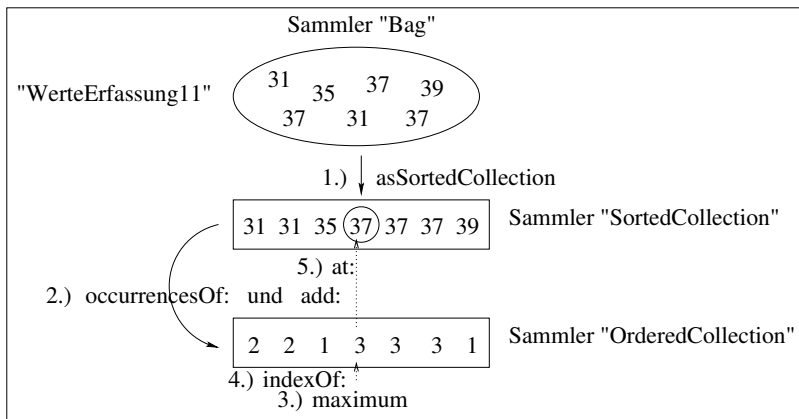 Sammler "Bag"
31 35 37 39
"WerteErfassung11"
37 31 37
1.) asSortedCollection
31 31 35 37 37 37 39 Sammler "SortedCollection"
5.) at:
2.) occurrencesOf: und add:
2 2 1 3 3 3 1 Sammler "OrderedCollection"
4.) indexOf:
3.) maximum